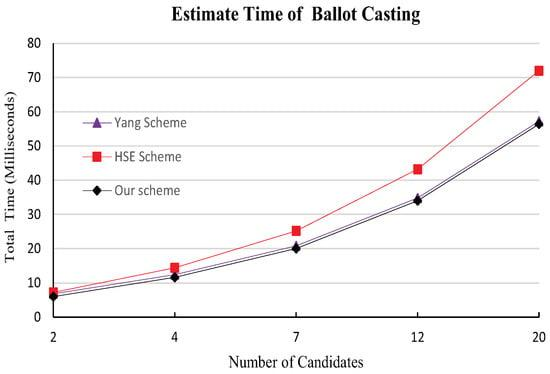 Estimate Time of Ballot Casting
80
70
60
50
40
30
20
10
0
Total Time (Milliseconds)
Yang Scheme
HSE Scheme
Our scheme
2 4 7 12 20
Number of Candidates